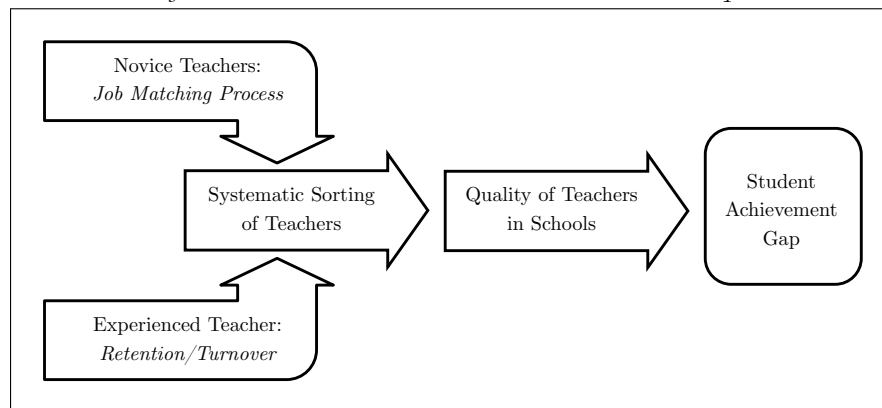 Novice Teachers:
Job Matching Process
Systematic Sorting
of Teachers
Quality of Teachers
in Schools
Student
Achievement
Gap
Experienced Teacher:
Retention/Turnover